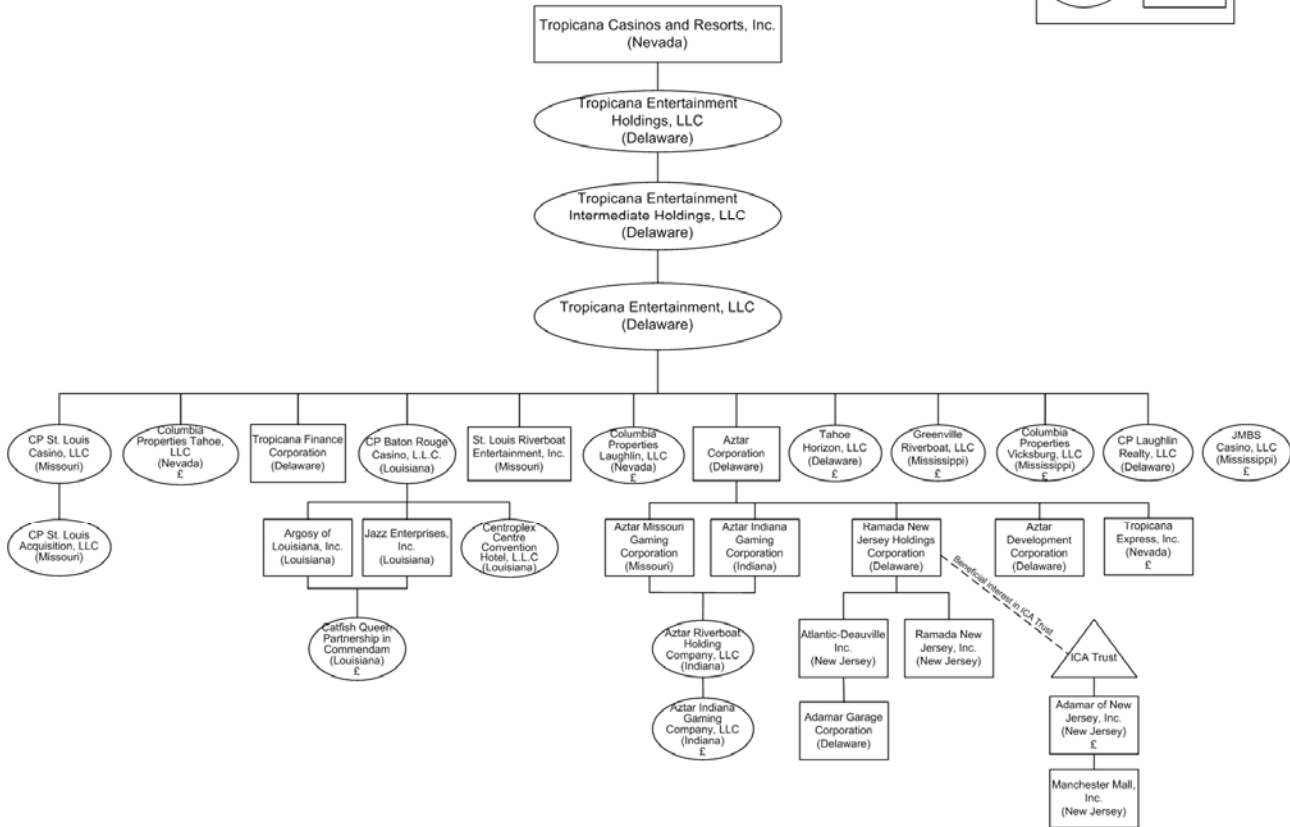 Tropicana Casinos and Resorts, Inc.
(Nevada)
Tropicana Entertainment
Holdings, LLC
(Delaware)
Tropicana Entertainment
Intermediate Holdings, LLC
(Delaware)
Tropicana Entertainment, LLC
(Delaware)
CP St. Louis
Casino, LLC
(Missouri)
Columbia
Properties Tahoe,
LLC
(Nevada)
£
Tropicana Finance
Corporation
(Delaware)
CP Baton Rouge
Casino, L.L.C.
(Louisiana)
St. Louis Riverboat
Entertainment, Inc.
(Missouri)
Columbia
Properties
Laughlin, LLC
(Nevada)
£
Aztar
Corporation
(Delaware)
Tahoe
Horizon, LLC
(Delaware)
£
Greenville
Riverboat, LLC
(Mississippi)
£
Columbia
Properties
Vicksburg, LLC
(Mississippi)
£
CP Laughlin
Realty, LLC
(Delaware)
JMBS
Casino, LLC
(Mississippi)
£
CP St. Louis
Acquisition, LLC
(Missouri)
Argosy of
Louisiana, Inc.
(Louisiana)
Jazz Enterprises,
Inc.
(Louisiana)
Centroplex
Centre
Convention
Hotel, L.L.C
(Louisiana)
Aztar Missouri
Gaming
Corporation
(Missouri)
Aztar Indiana
Gaming
Corporation
(Indiana)
Ramada New
Jersey Holdings
Corporation
(Delaware)
Aztar
Development
Corporation
(Delaware)
Tropicana
Express, Inc.
(Nevada)
£
Beneficial interest in ICA Trust
Catfish Queen
Partnership in
Commendam
(Louisiana)
£
Aztar Riverboat
Holding
Company, LLC
(Indiana)
Atlantic-Deauville
Inc.
(New Jersey)
Ramada New
Jersey, Inc.
(New Jersey)
ICA Trust
Aztar Indiana
Gaming
Company, LLC
(Indiana)
£
Adamar Garage
Corporation
(Delaware)
Adamar of New
Jersey, Inc.
(New Jersey)
£
Manchester Mall,
Inc.
(New Jersey)